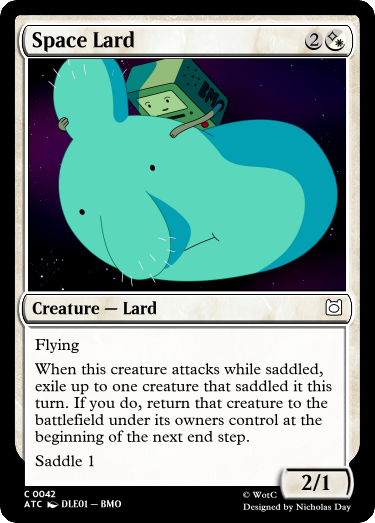 Space Lard 2
BMO
Creature — Lard
Flying
When this creature attacks while saddled,
exile up to one creature that saddled it this
turn. If you do, return that creature to the
battlefield under its owners control at the
beginning of the next end step.
Saddle 1
2/1
C 0042
ATC DLE01 — BMO
© WotC
Designed by Nicholas Day